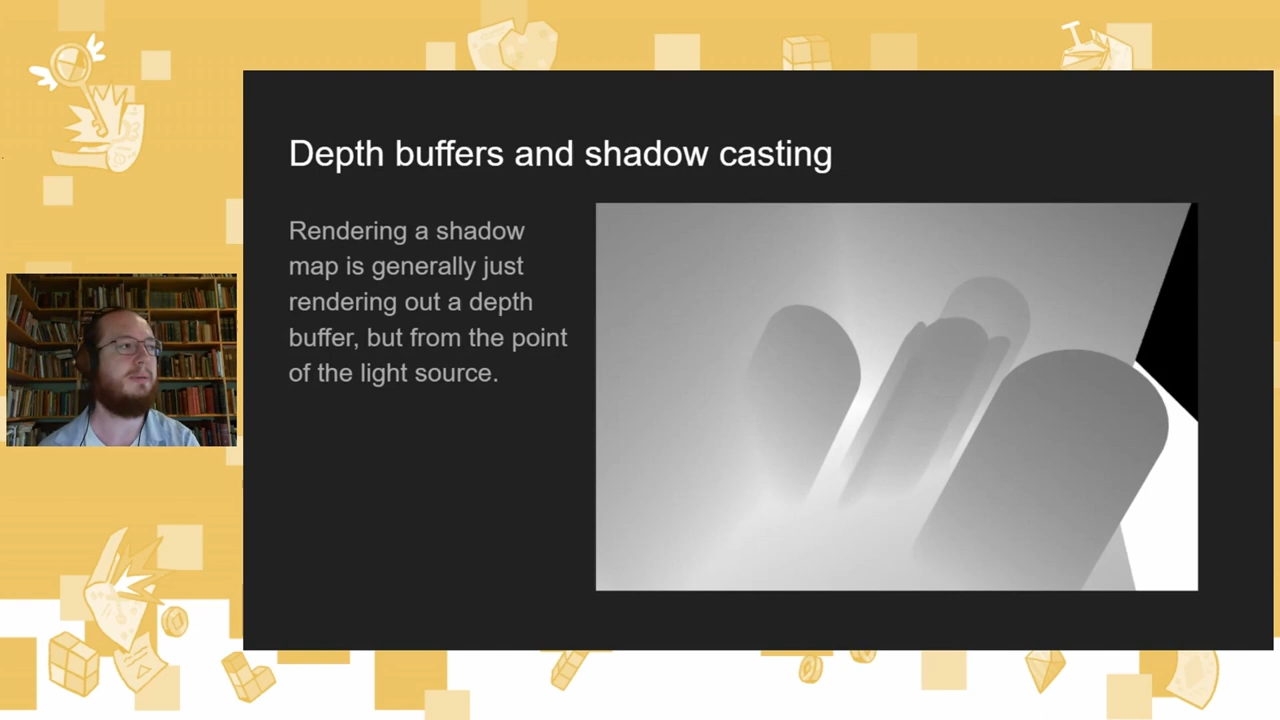 Depth buffers and shadow casting
Rendering a shadow
map is generally just
rendering out a depth
buffer, but from the point
of the light source.